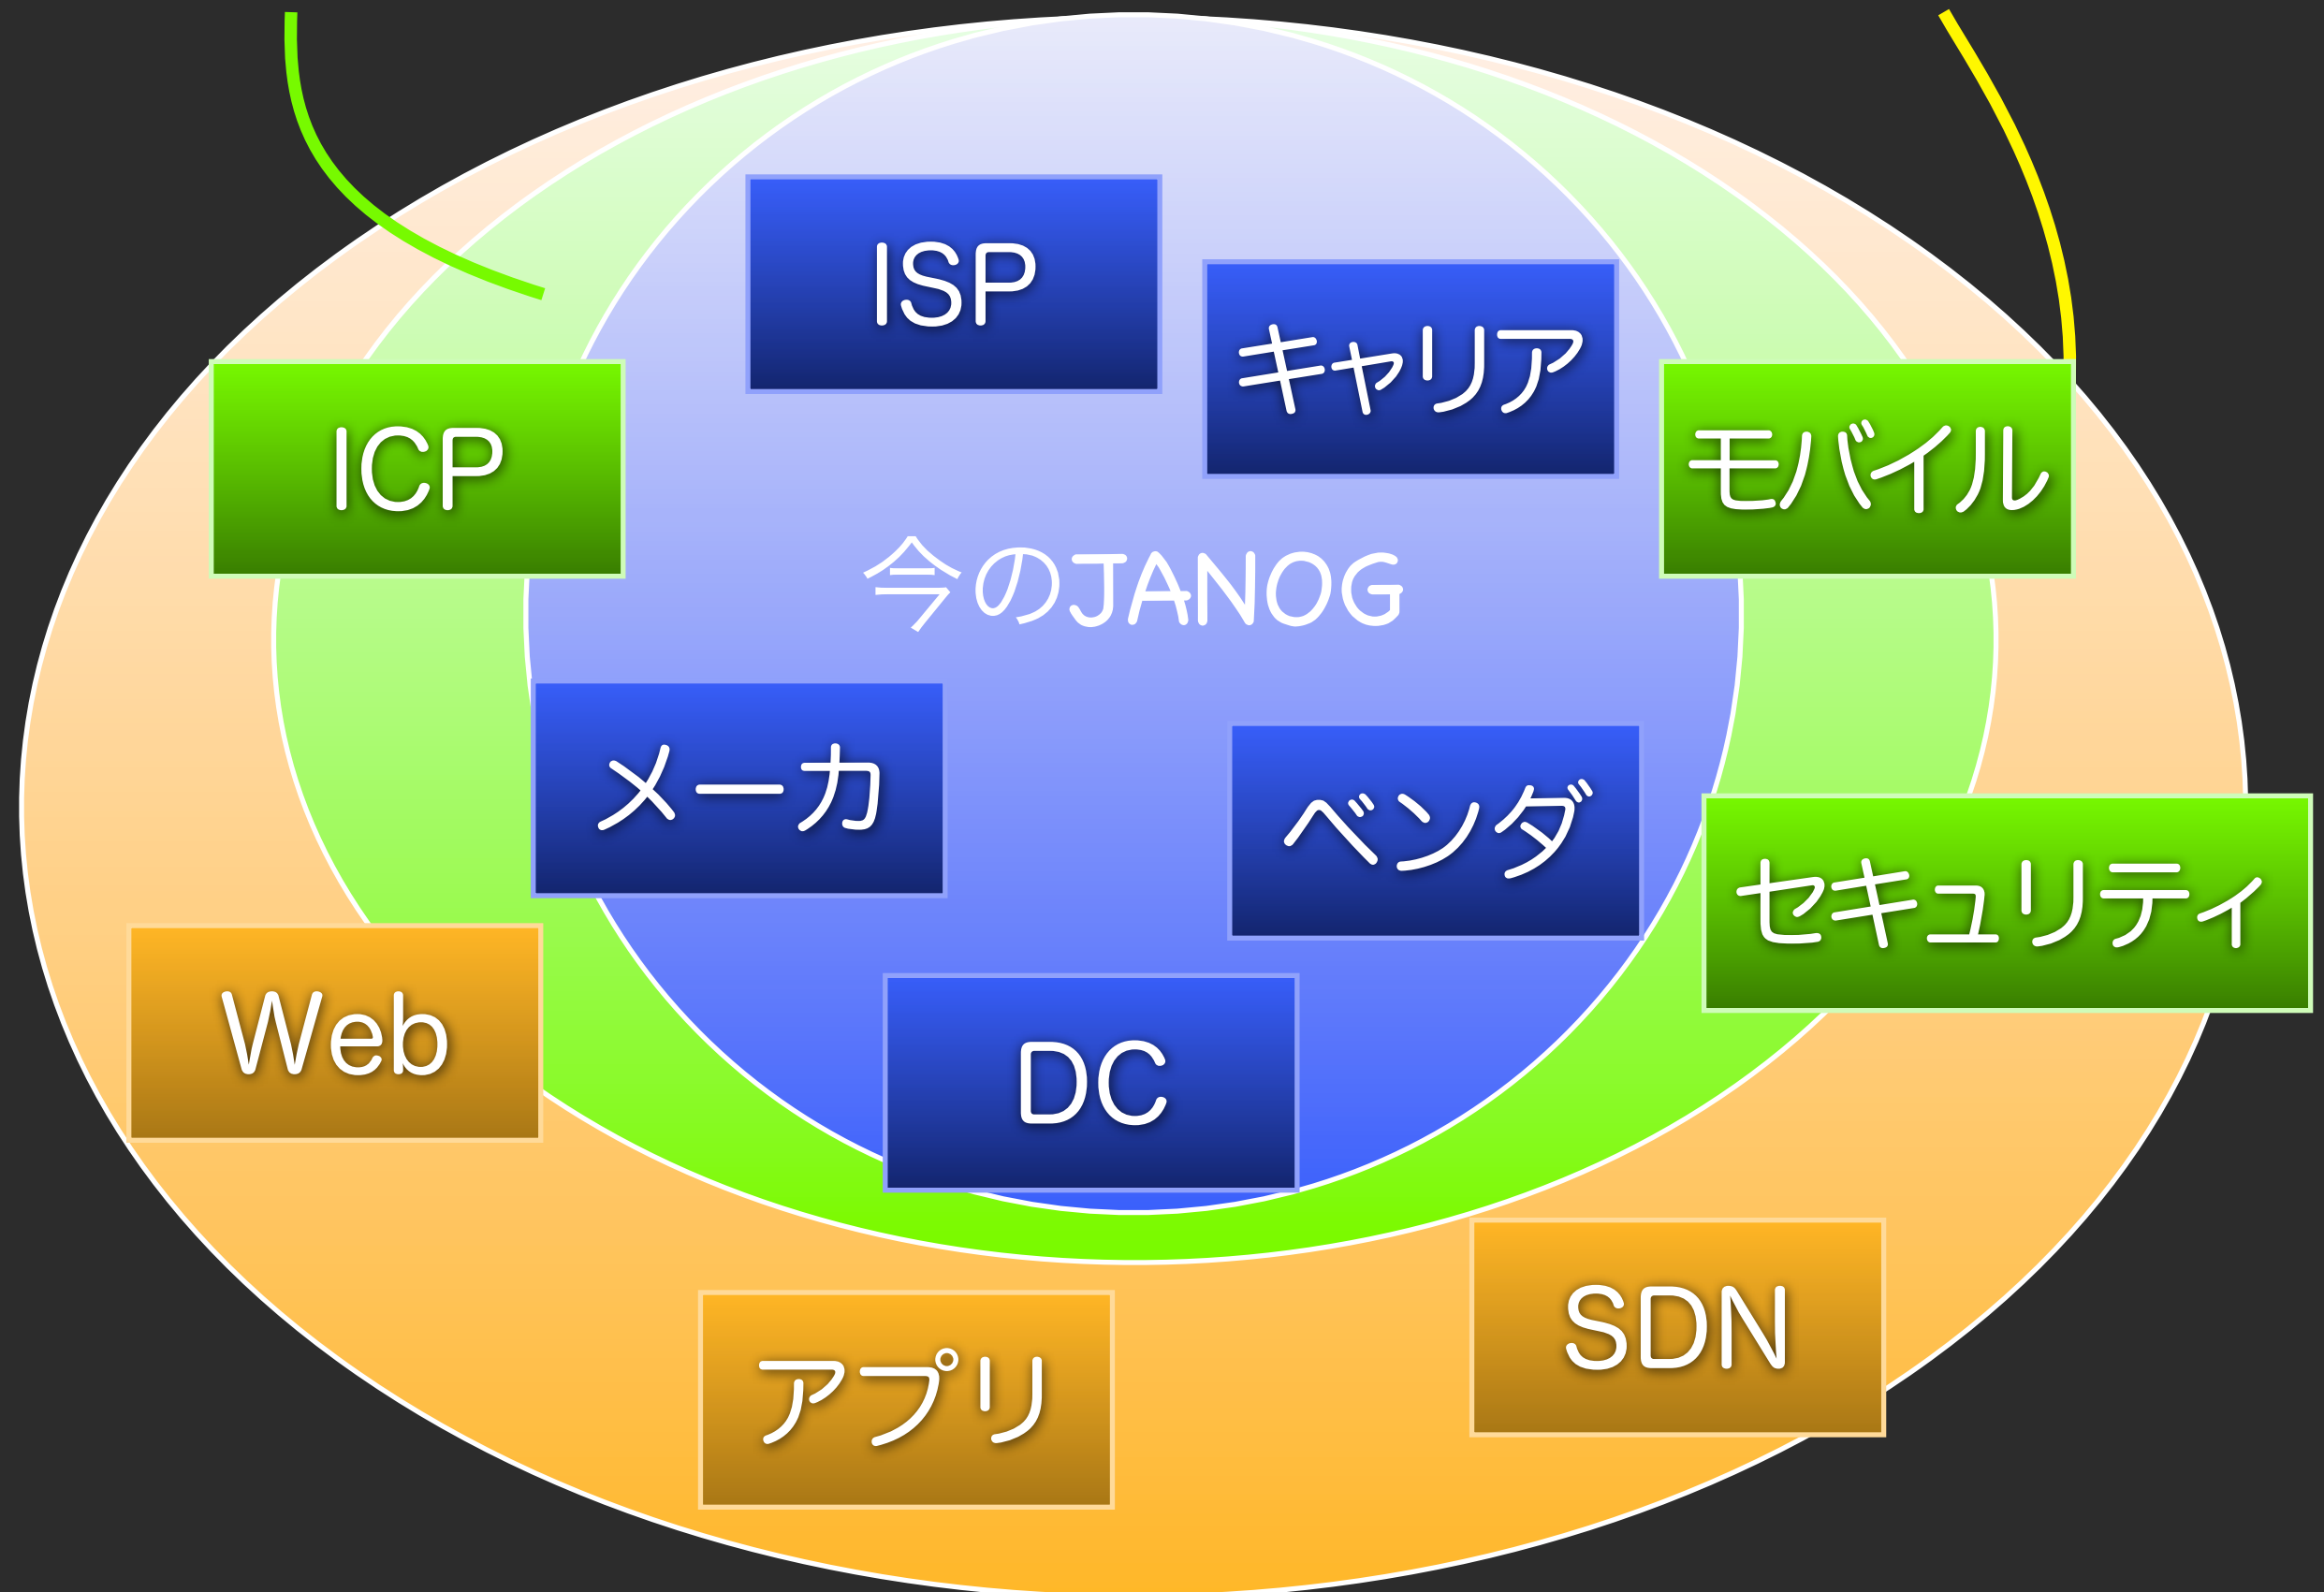 ISP
キャリア
ICP
モバイル
今のJANOG
メーカ
ベンダ
セキュリティ
Web
DC
SDN
アプリ